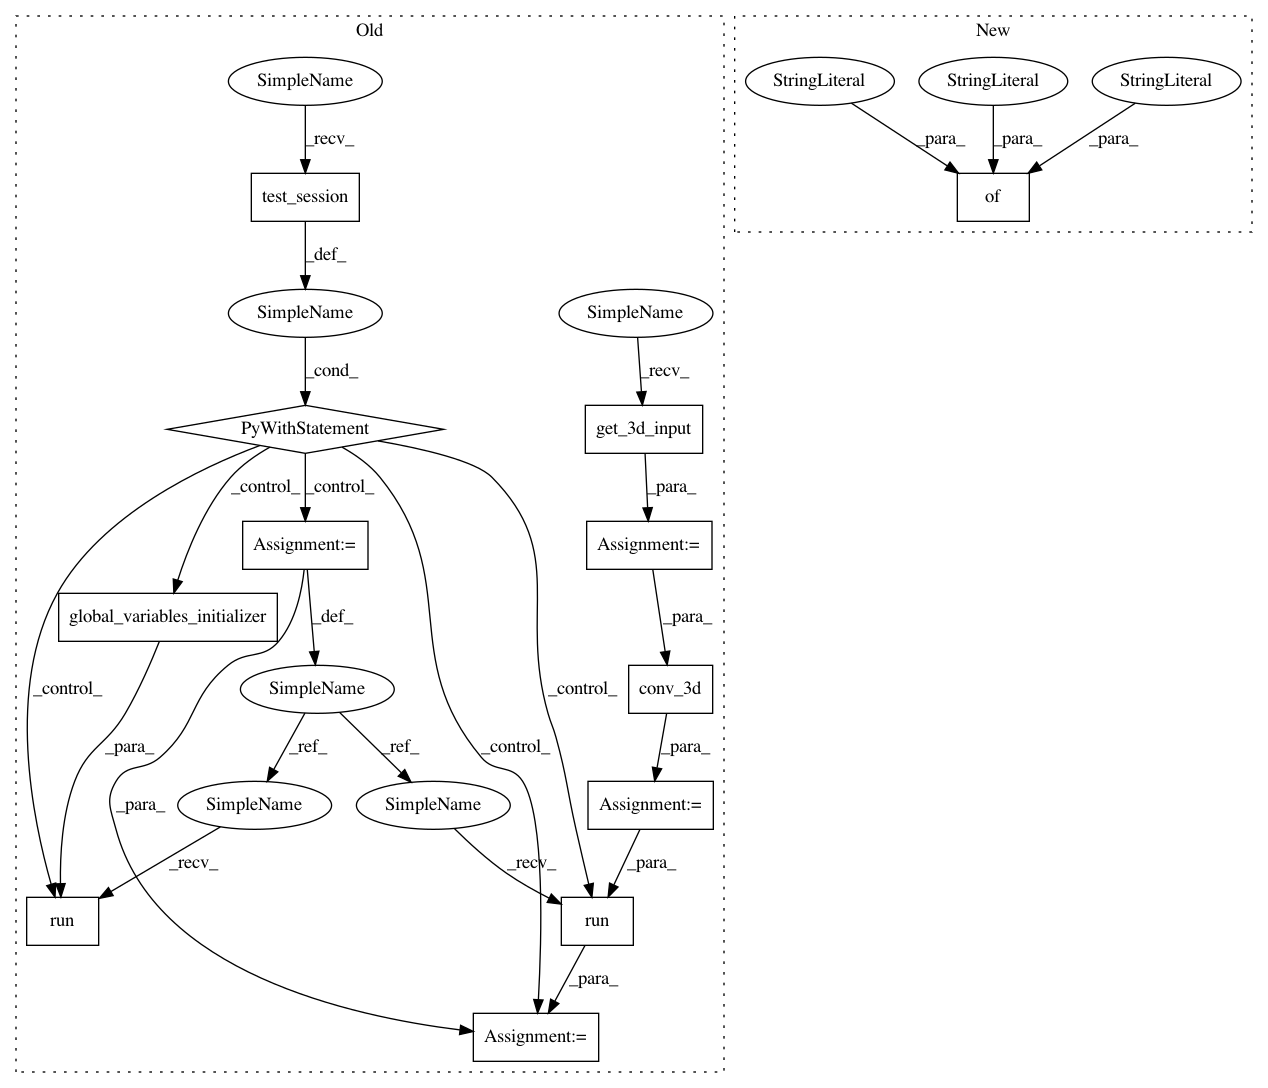 Old
New
SimpleName
StringLiteral
StringLiteral
StringLiteral
_recv_
_para_
_para_
_para_
test_session
of
_def_
SimpleName
SimpleName
_cond_
_recv_
PyWithStatement
get_3d_input
_control_
_control_
_para_
Assignment:=
Assignment:=
global_variables_initializer
_def_
_para_
_control_
SimpleName
_control_
conv_3d
_para_
_ref_
_ref_
_control_
_para_
_para_
SimpleName
SimpleName
Assignment:=
_recv_
_recv_
_para_
run
run
_para_
Assignment:=